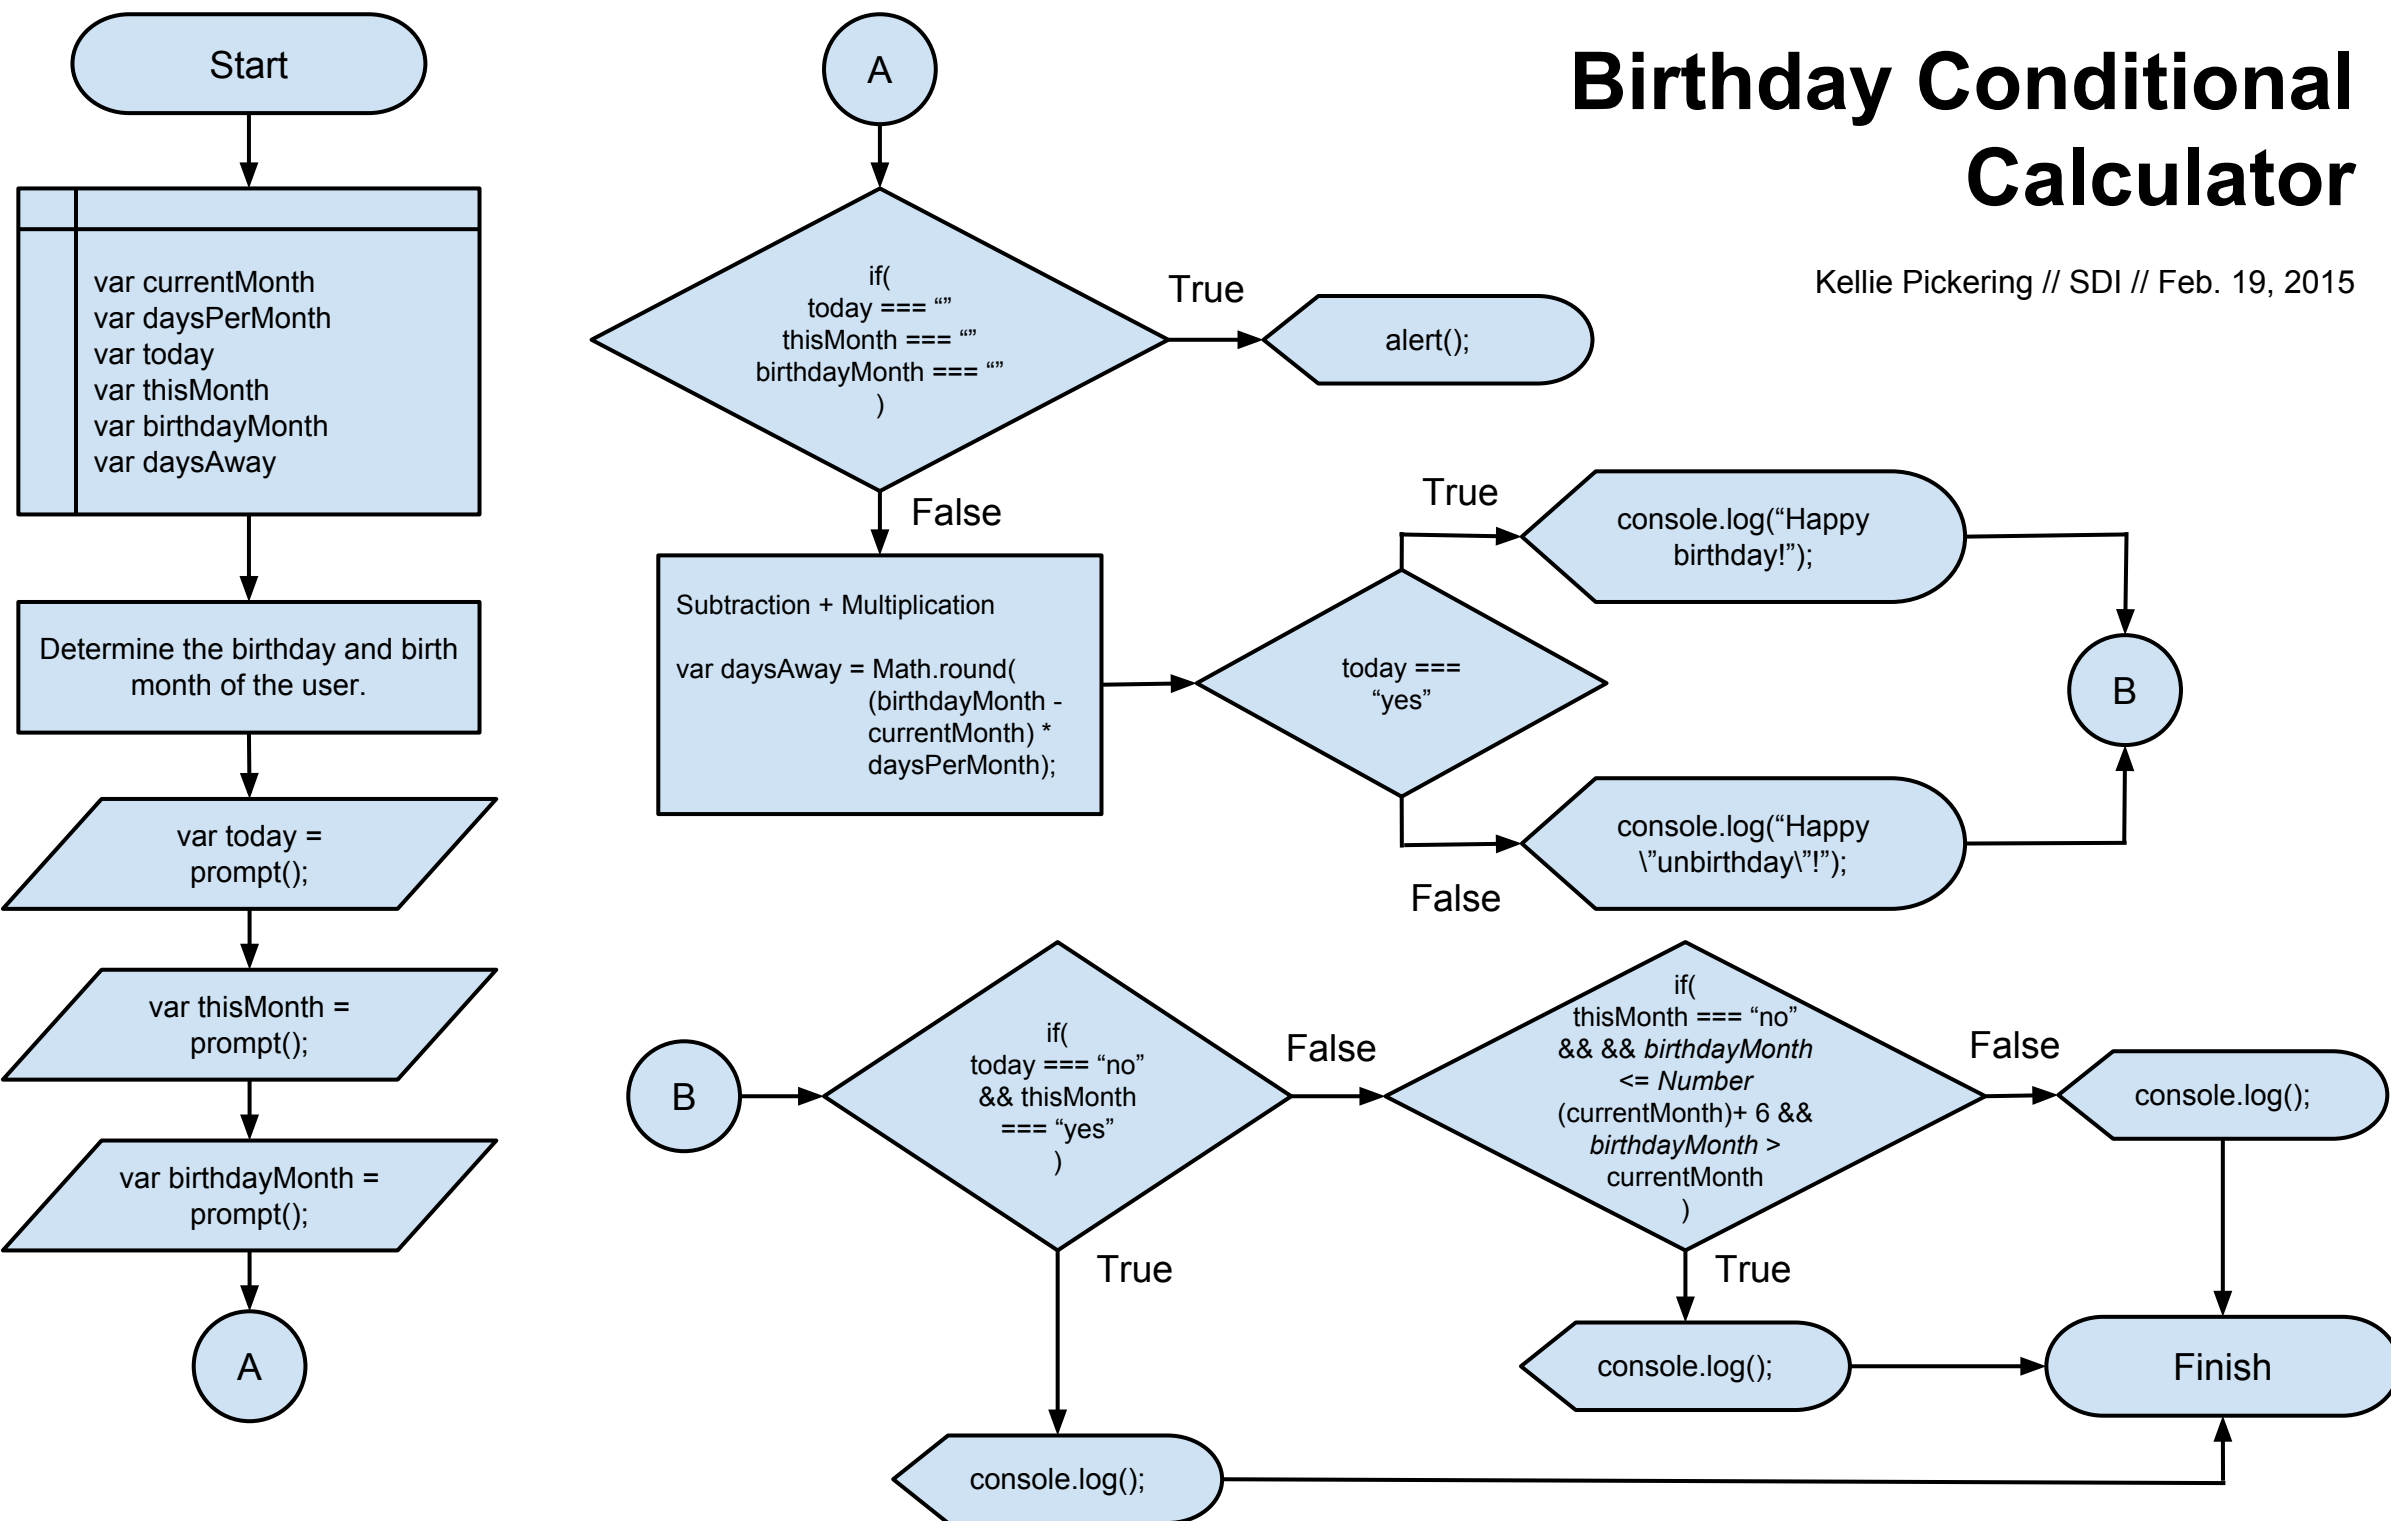 Birthday Conditional
Calculator
Kellie Pickering // SDI // Feb. 19, 2015
Start
var currentMonth
var daysPerMonth
var today
var thisMonth
var birthdayMonth
var daysAway
Determine the birthday and birth
month of the user.
var today =
prompt();
var thisMonth =
prompt();
var birthdayMonth =
prompt();
A
A
if(
today === “”
thisMonth === “”
birthdayMonth === “”
)
True
alert();
False
Subtraction + Multiplication
var daysAway = Math.round(
(birthdayMonth -
currentMonth) *
daysPerMonth);
today ===
“yes”
True
console.log(“Happy
birthday!”);
False
console.log(“Happy
\”unbirthday\”!”);
B
B
if(
today === “no”
&& thisMonth
=== “yes”
)
False
True
console.log();
if(
thisMonth === “no”
&& && birthdayMonth
<= Number
(currentMonth)+ 6 &&
birthdayMonth >
currentMonth
)
False
console.log();
True
console.log();
Finish